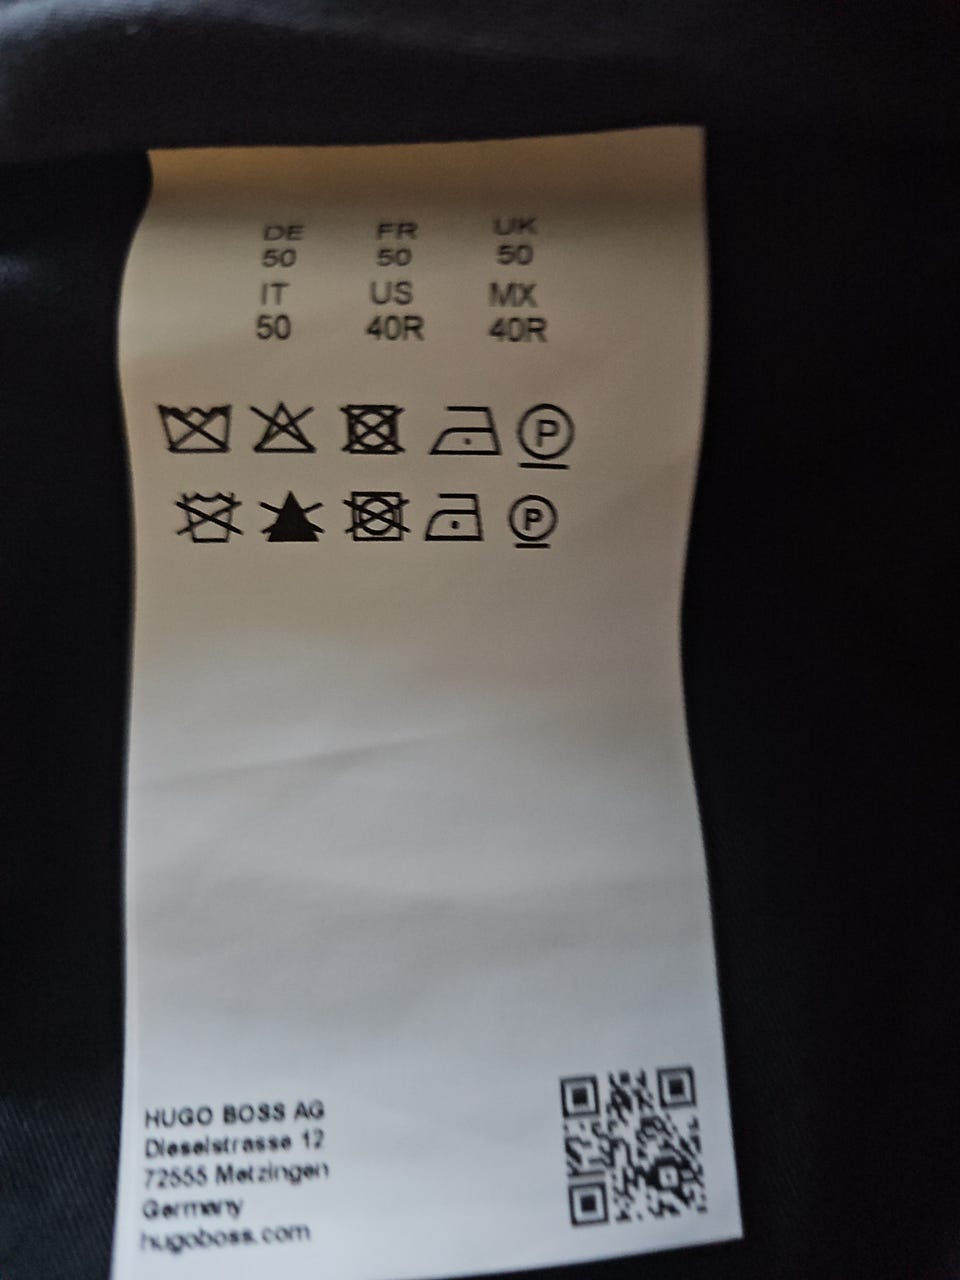 DE FR UK
50 50 50
IT US MX
50 40R 40R
P
P
HUGO BOSS AG
Dieselstrasse 12
72555 Metzingen
Germany
hugoboss.com